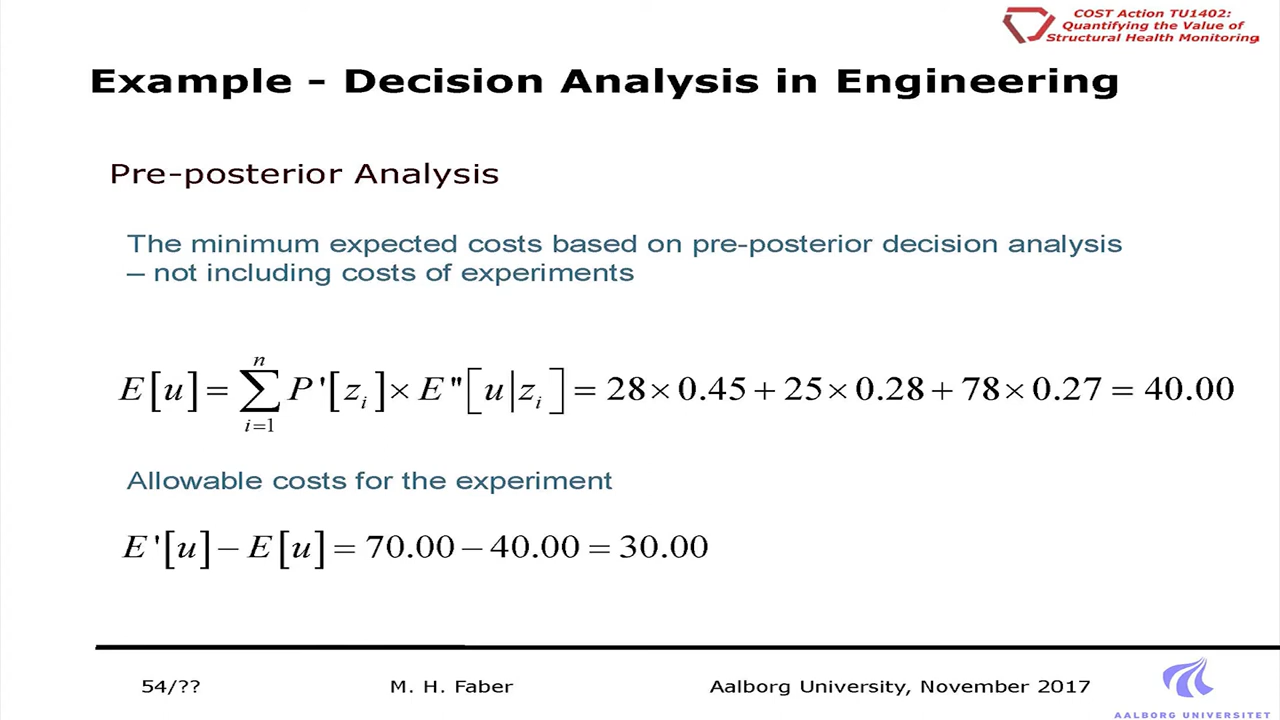 COST Action TU1402:
Quantifying the Value of
Structural Health Monitoring
Example - Decision Analysis in Engineering
Pre-posterior Analysis
The minimum expected costs based on pre-posterior decision analysis
– not including costs of experiments
E[u] = ∑_{i=1}^{n} P'[z_i] × E''[u|z_i] = 28×0.45 + 25×0.28 + 78×0.27 = 40.00
Allowable costs for the experiment
E'[u] − E[u] = 70.00 − 40.00 = 30.00
54/??
M. H. Faber
Aalborg University, November 2017
AALBORG UNIVERSITET